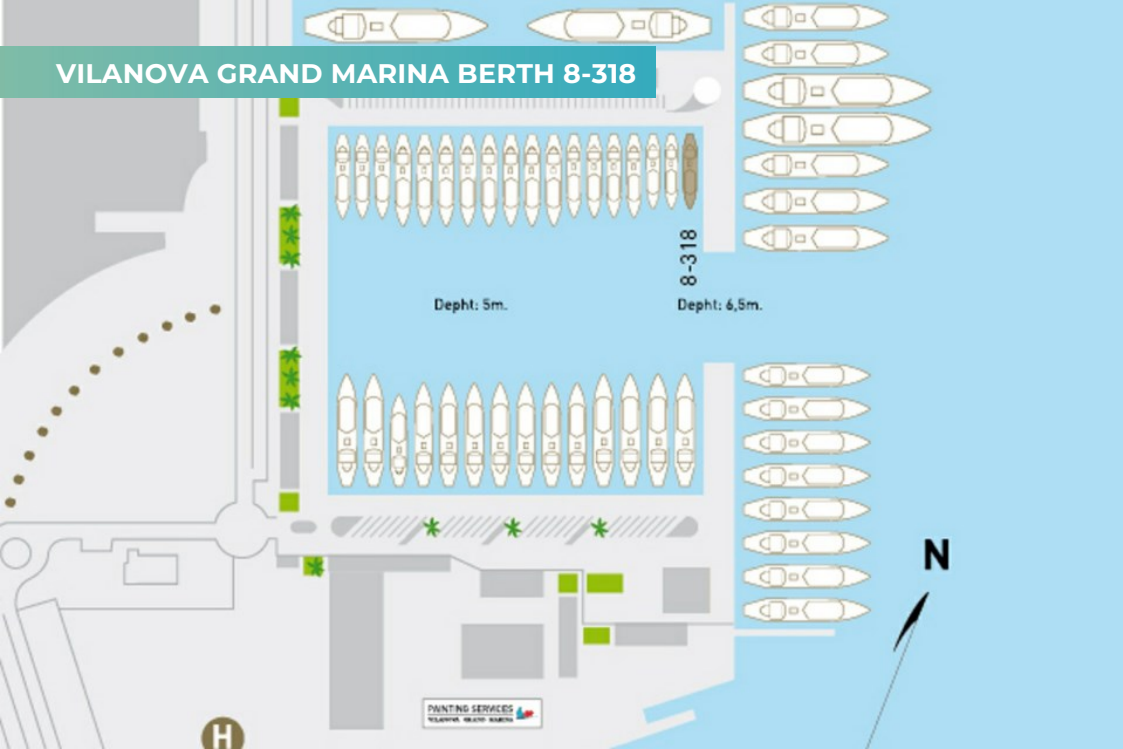 VILANOVA GRAND MARINA BERTH 8-318
8-318
Depht: 5m.
Depht: 6,5m.
N
PAINTING SERVICES
VILANOVA GRAND MARINA
H